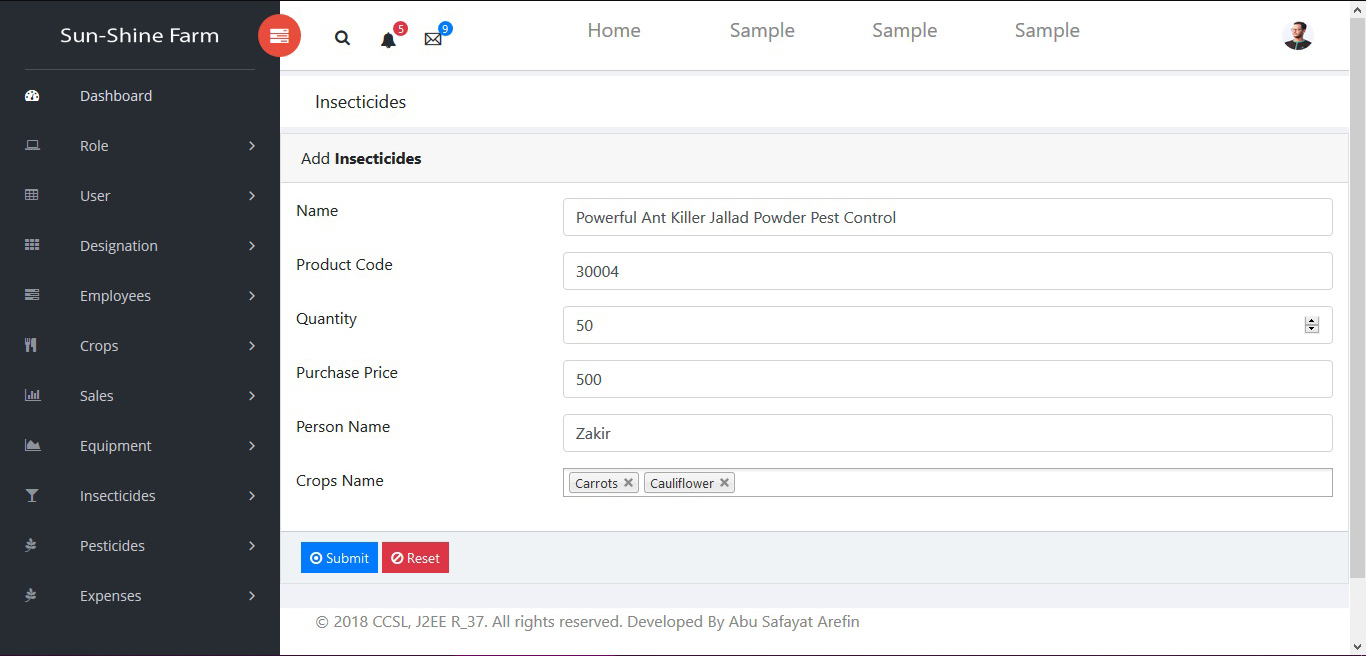 Sun-Shine Farm
5
9
Home
Sample
Sample
Sample
Dashboard
Role
User
Designation
Employees
Crops
Sales
Equipment
Insecticides
Pesticides
Expenses
Insecticides
Add Insecticides
Name
Powerful Ant Killer Jallad Powder Pest Control
Product Code
30004
Quantity
50
Purchase Price
500
Person Name
Zakir
Crops Name
Carrots
Cauliflower
Submit
Reset
© 2018 CCSL, J2EE R_37. All rights reserved. Developed By Abu Safayat Arefin